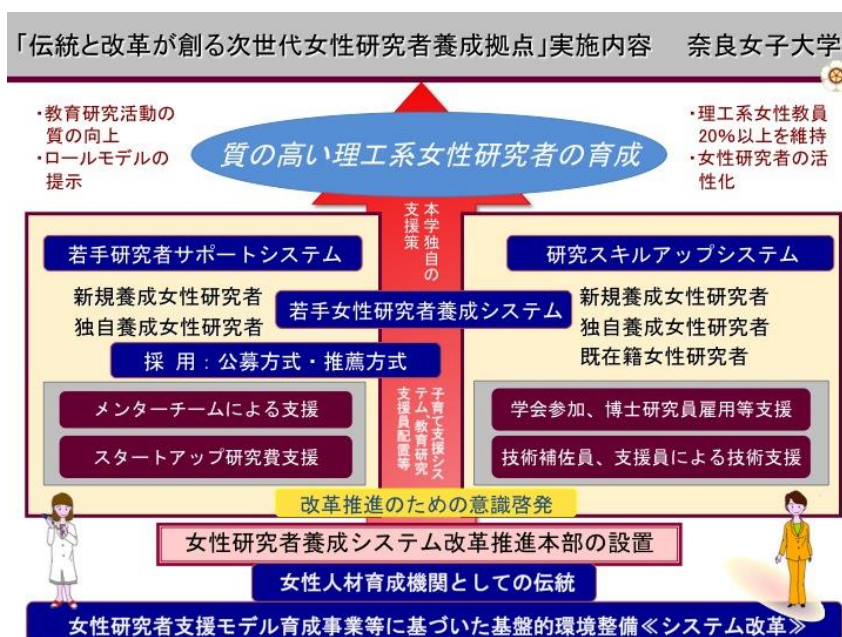 「伝統と改革が創る次世代女性研究者養成拠点」実施内容　奈良女子大学
・教育研究活動の
質の向上
・ロールモデルの
提示
質の高い理工系女性研究者の育成
・理工系女性教員
20%以上を維持
・女性研究者の活
性化
本学独自の
支援策
若手研究者サポートシステム
新規養成女性研究者
独自養成女性研究者
採 用：公募方式・推薦方式
メンターチームによる支援
スタートアップ研究費支援
若手女性研究者養成システム
子育て支援シス
テム、教育研究
支援員配置等
研究スキルアップシステム
新規養成女性研究者
独自養成女性研究者
既在籍女性研究者
学会参加、博士研究員雇用等支援
技術補佐員、支援員による技術支援
改革推進のための意識啓発
女性研究者養成システム改革推進本部の設置
女性人材育成機関としての伝統
女性研究者支援モデル育成事業等に基づいた基盤的環境整備≪システム改革≫